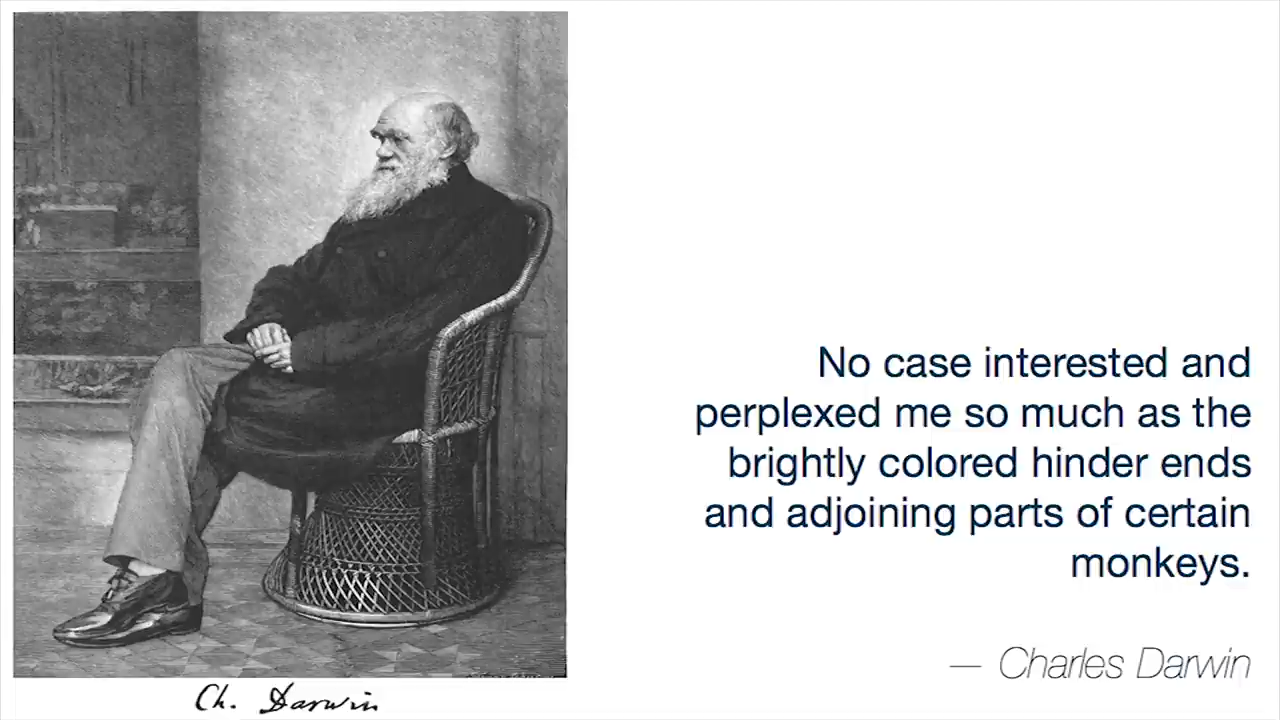 No case interested and
perplexed me so much as the
brightly colored hinder ends
and adjoining parts of certain
monkeys.
— Charles Darwin
Ch. Darwin